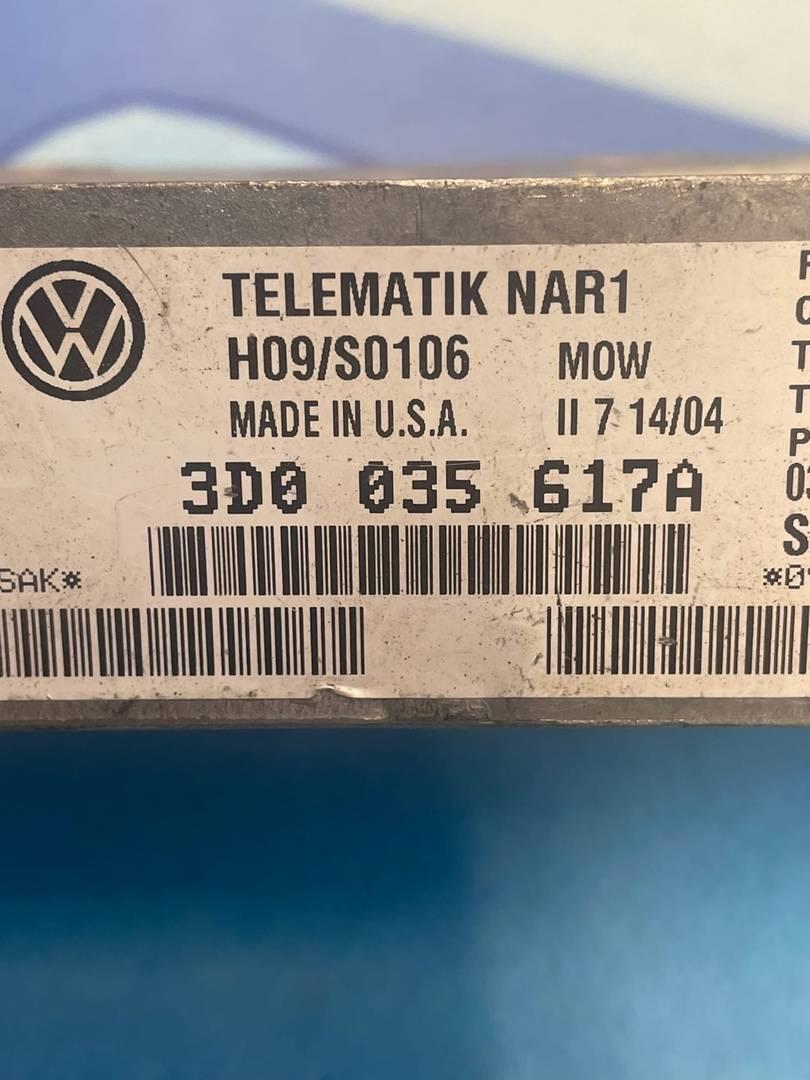 TELEMATIK NAR1
H09/S0106 MOW
MADE IN U.S.A. II 7 14/04
3D0 035 617A
SAK*